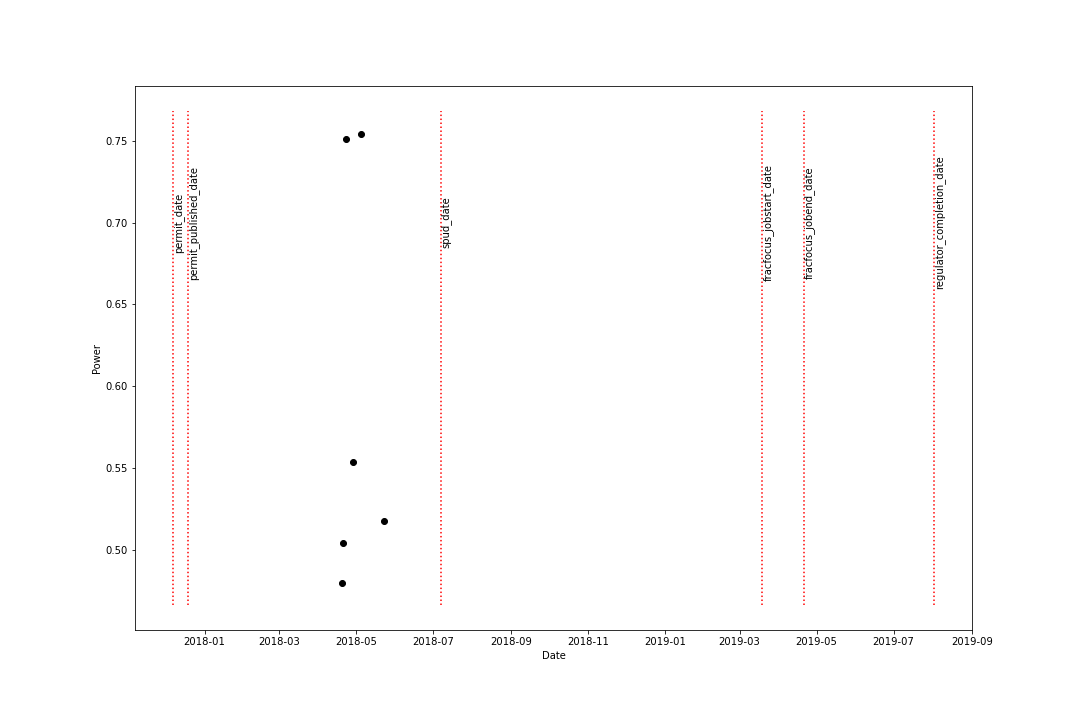 0.75
0.70
0.65
0.60
0.55
0.50
Power
permit_date
permit_published_date
spud_date
fracfocus_jobstart_date
fracfocus_jobend_date
regulator_completion_date
2018-01
2018-03
2018-05
2018-07
2018-09
2018-11
2019-01
2019-03
2019-05
2019-07
2019-09
Date